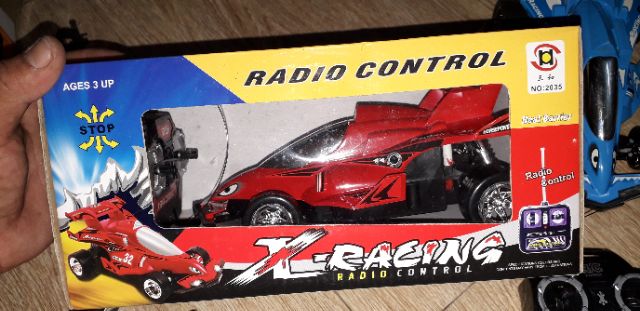 RADIO CONTROL
AGES 3 UP
STOP
NO:2035
Radio
Control
X-RACING
RADIO CONTROL
32